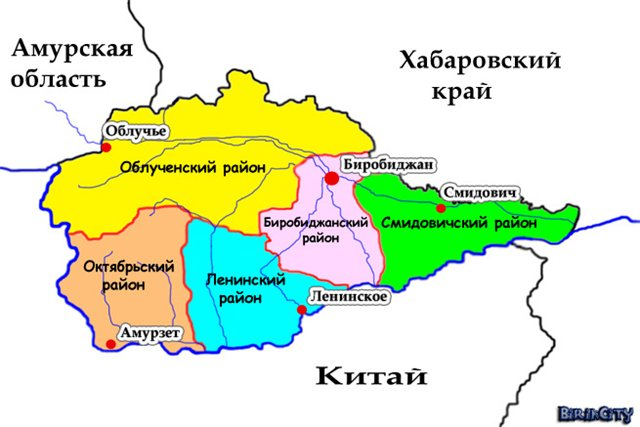 Амурская
область
Хабаровский
край
Облучье
Облученский район
Биробиджан
Смидович
Биробиджанский
район
Смидовичский район
Октябрьский
район
Ленинский
район
Ленинское
Амурзет
Китай
BIRIKCITY